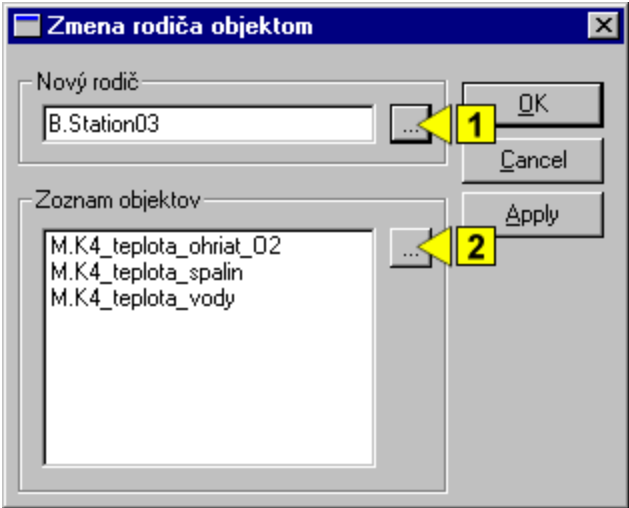 Zmena rodiča objektom
Nový rodič
B.Station03
...
1
OK
Cancel
Apply
Zoznam objektov
M.K4_teplota_ohriat_O2
M.K4_teplota_spalin
M.K4_teplota_vody
...
2